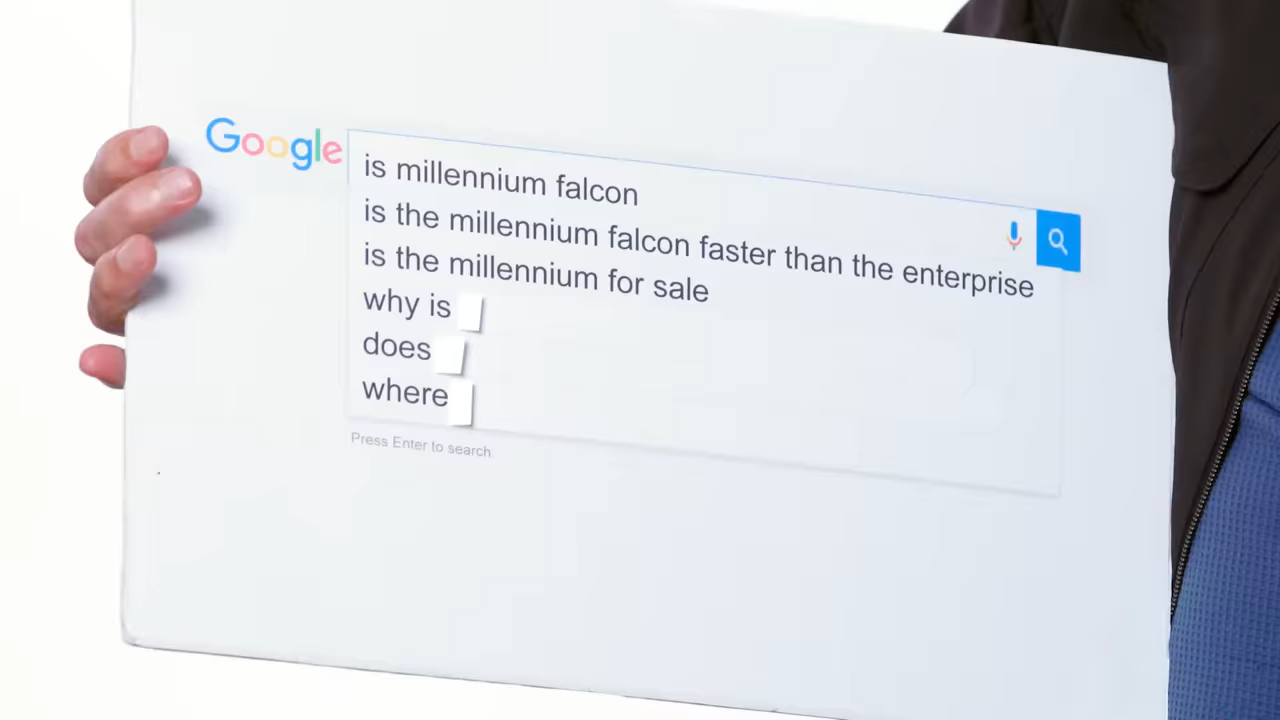 Google
is millennium falcon
is the millennium falcon faster than the enterprise
is the millennium for sale
why is
does
where
Press Enter to search.